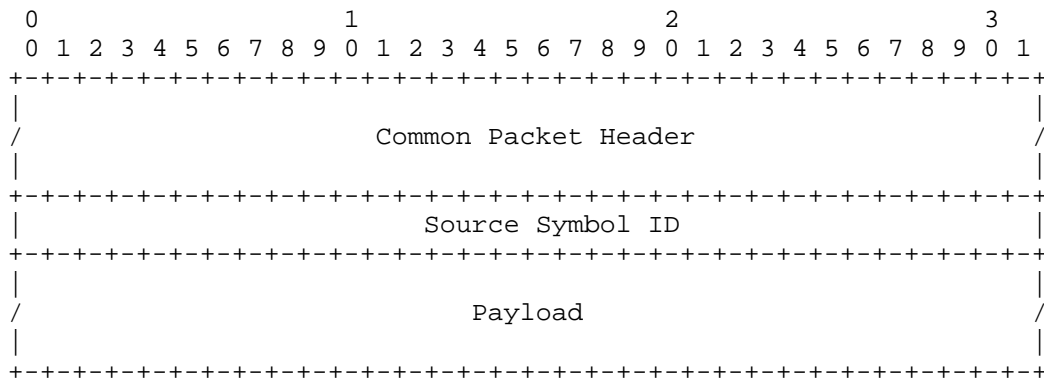 0                   1                   2                   3
 0 1 2 3 4 5 6 7 8 9 0 1 2 3 4 5 6 7 8 9 0 1 2 3 4 5 6 7 8 9 0 1
+-+-+-+-+-+-+-+-+-+-+-+-+-+-+-+-+-+-+-+-+-+-+-+-+-+-+-+-+-+-+-+-+
|                                                               |
/                      Common Packet Header                     /
|                                                               |
+-+-+-+-+-+-+-+-+-+-+-+-+-+-+-+-+-+-+-+-+-+-+-+-+-+-+-+-+-+-+-+-+
|                         Source Symbol ID                      |
+-+-+-+-+-+-+-+-+-+-+-+-+-+-+-+-+-+-+-+-+-+-+-+-+-+-+-+-+-+-+-+-+
|                                                               |
/                            Payload                            /
|                                                               |
+-+-+-+-+-+-+-+-+-+-+-+-+-+-+-+-+-+-+-+-+-+-+-+-+-+-+-+-+-+-+-+-+